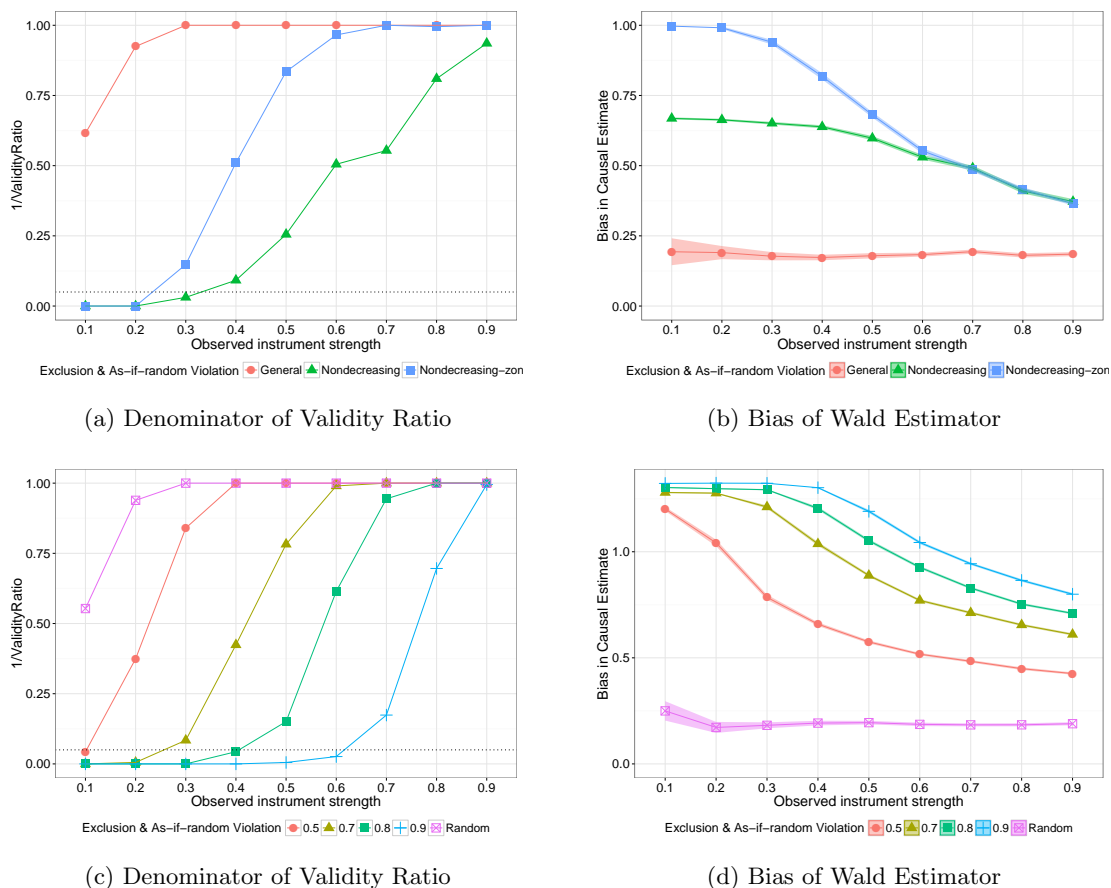 1.00
0.75
0.50
0.25
0.00
1/ValidityRatio
0.1 0.2 0.3 0.4 0.5 0.6 0.7 0.8 0.9
Observed instrument strength
Exclusion & As−if−random Violation General Nondecreasing Nondecreasing−zon
(a) Denominator of Validity Ratio
1.00
0.75
0.50
0.25
0.00
Bias in Causal Estimate
0.1 0.2 0.3 0.4 0.5 0.6 0.7 0.8 0.9
Observed instrument strength
Exclusion & As−if−random Violation General Nondecreasing Nondecreasing−zon
(b) Bias of Wald Estimator
1.00
0.75
0.50
0.25
0.00
1/ValidityRatio
0.1 0.2 0.3 0.4 0.5 0.6 0.7 0.8 0.9
Observed instrument strength
Exclusion & As−if−random Violation 0.5 0.7 0.8 0.9 Random
(c) Denominator of Validity Ratio
1.0
0.5
0.0
Bias in Causal Estimate
0.1 0.2 0.3 0.4 0.5 0.6 0.7 0.8 0.9
Observed instrument strength
Exclusion & As−if−random Violation 0.5 0.7 0.8 0.9 Random
(d) Bias of Wald Estimator